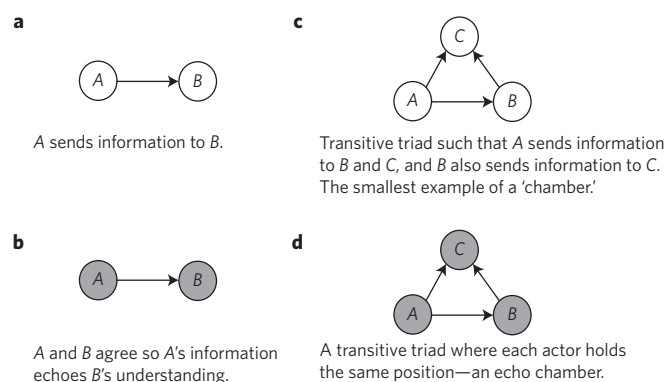 a
A
B
A sends information to B.
b
A
B
A and B agree so A's information
echoes B's understanding.
c
C
A
B
Transitive triad such that A sends information
to B and C, and B also sends information to C.
The smallest example of a 'chamber.'
d
C
A
B
A transitive triad where each actor holds
the same position—an echo chamber.